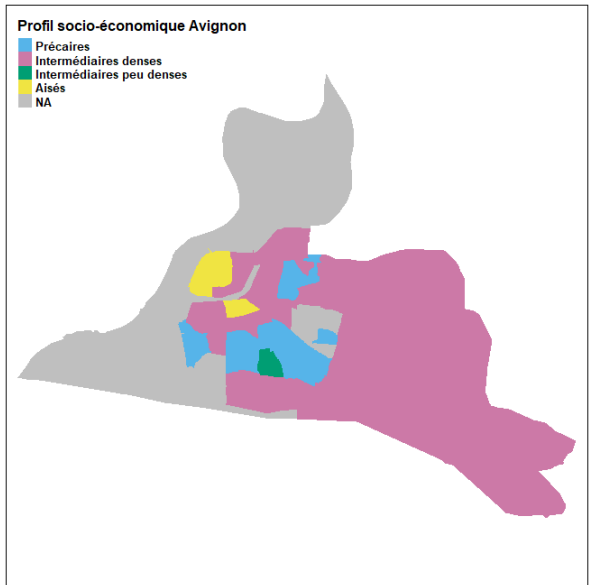 Profil socio-économique Avignon
Précaires
Intermédiaires denses
Intermédiaires peu denses
Aisés
NA